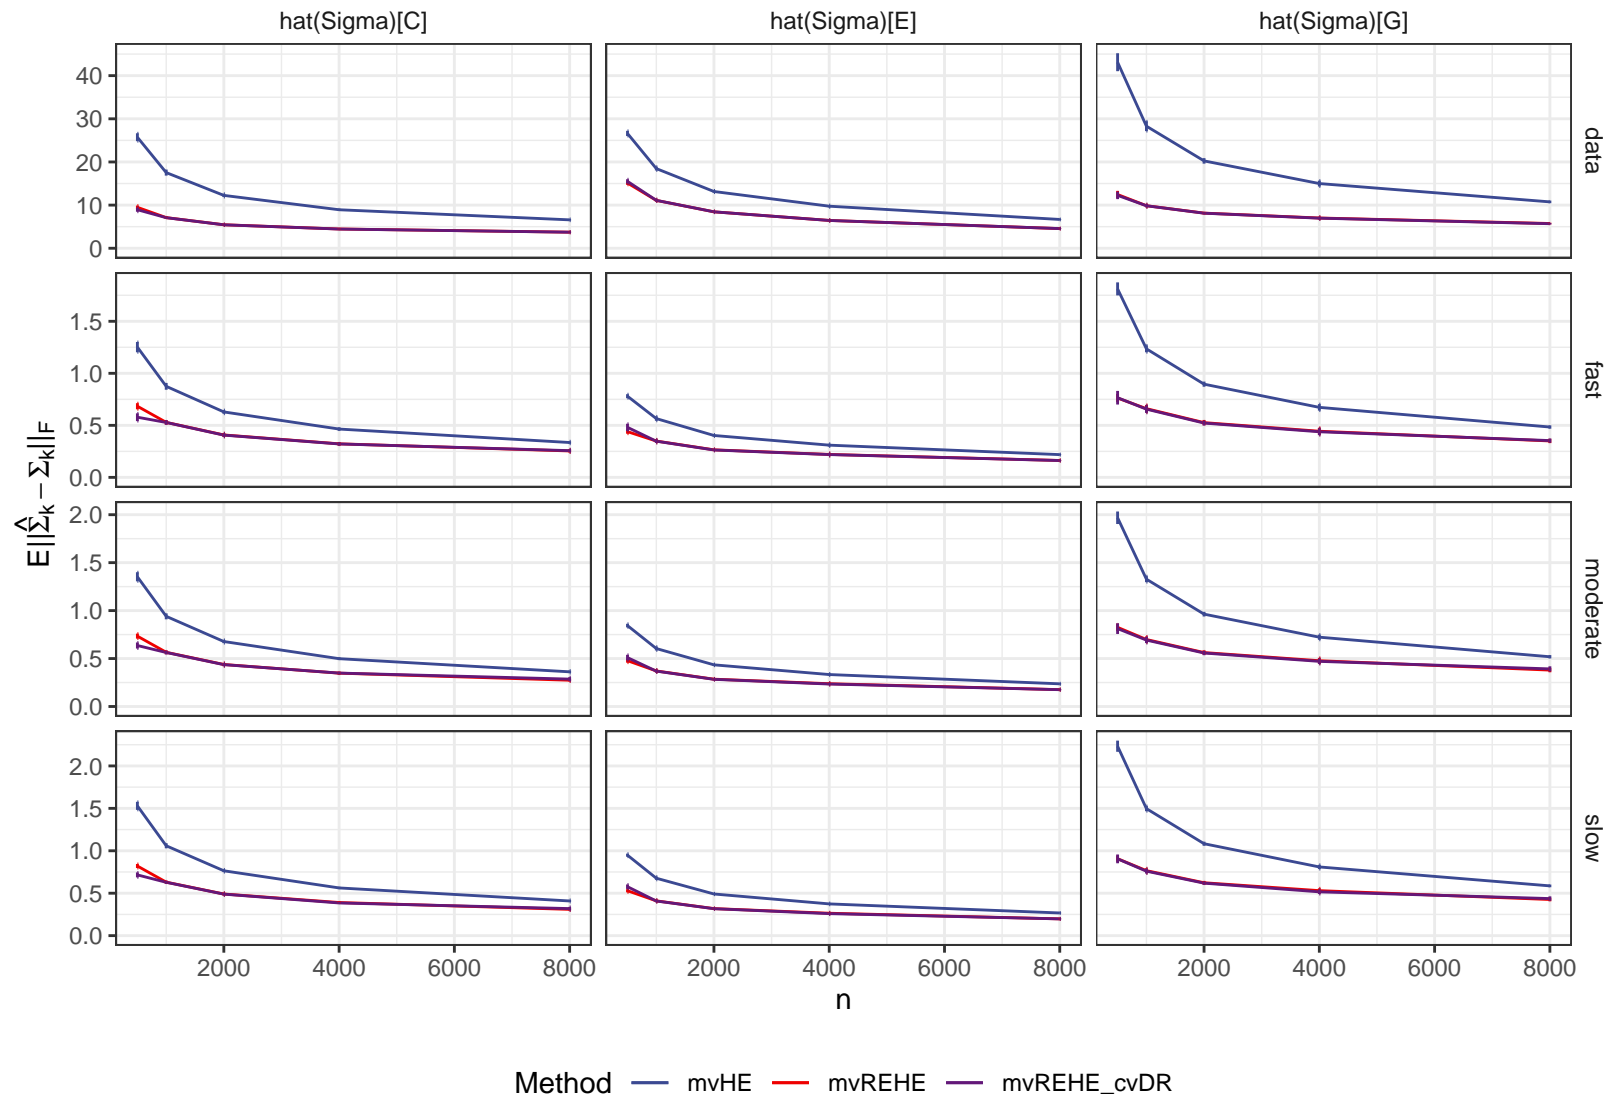 hat(Sigma)[C] hat(Sigma)[E] hat(Sigma)[G]
40
30
20
10
0
data
1.5
1.0
0.5
0.0
fast
2.0
1.5
1.0
0.5
0.0
moderate
2.0
1.5
1.0
0.5
0.0
slow
E||Σ̂k − Σk||F
2000 4000 6000 8000 2000 4000 6000 8000 2000 4000 6000 8000
n
Method mvHE mvREHE mvREHE_cvDR